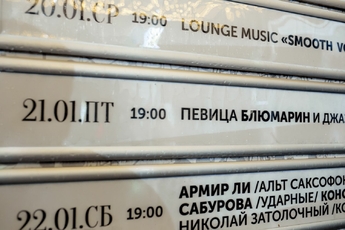 20.01.СР 19:00 LOUNGE MUSIC «SMOOTH
21.01.ПТ 19:00 ПЕВИЦА БЛЮМАРИН И
22.01.СБ 19:00 АРМИР ЛИ /АЛЬТ
САБУРОВА /УДАРНЫЕ/
НИКОЛАЙ ЗАТОЛОЧНЫЙ